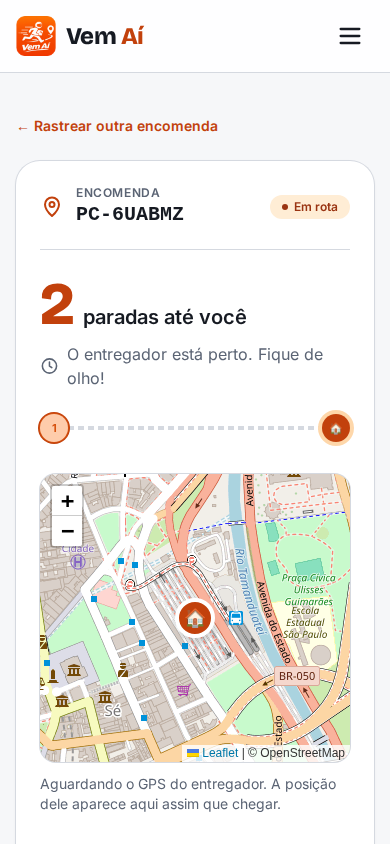 Vem Aí
Vem Aí
← Rastrear outra encomenda
ENCOMENDA
PC-6UABMZ
Em rota
2 paradas até você
O entregador está perto. Fique de
olho!
1
+
−
Cidade
H
Avenid
Rio Tamanduateí
Avenida do Estado
Praça Cívica
Ulisses
Guimarães
Escola
Estadual
São Paulo
BR-050
Sé
Estado
Leaflet | © OpenStreetMap
Aguardando o GPS do entregador. A posição
dele aparece aqui assim que chegar.